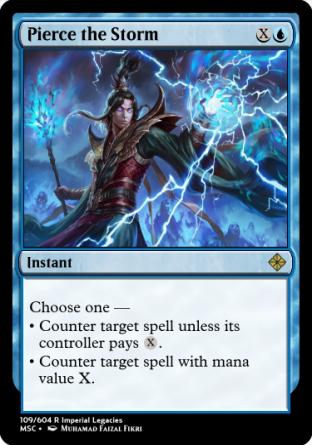 Pierce the Storm X
Instant
Choose one —
• Counter target spell unless its
controller pays X.
• Counter target spell with mana
value X.
109/604 R Imperial Legacies
MSC • Muhamad Faizal Fikri